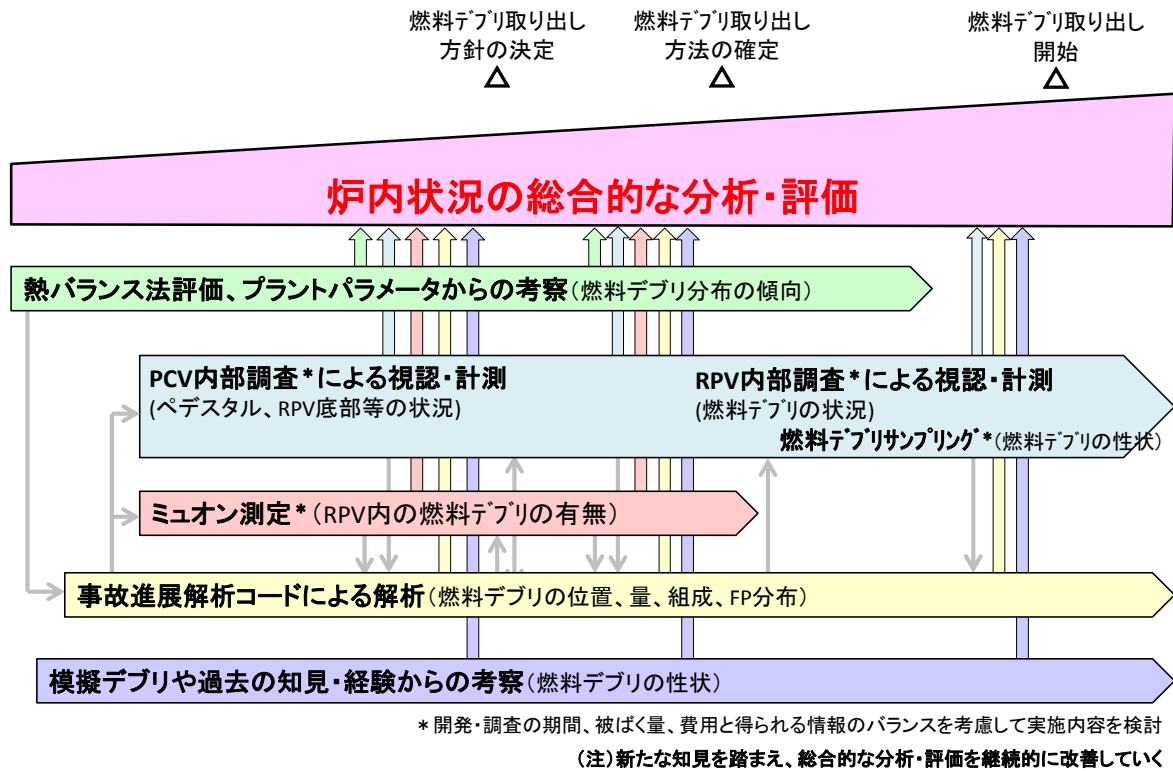 燃料ﾃﾞﾌﾞﾘ取り出し
方針の決定
△
燃料ﾃﾞﾌﾞﾘ取り出し
方法の確定
△
燃料ﾃﾞﾌﾞﾘ取り出し
開始
△
炉内状況の総合的な分析・評価
熱バランス法評価、プラントパラメータからの考察(燃料デブリ分布の傾向)
PCV内部調査*による視認・計測
(ペデスタル、RPV底部等の状況)
RPV内部調査*による視認・計測
(燃料デブリの状況)
燃料ﾃﾞﾌﾞﾘｻﾝﾌﾟﾘﾝｸﾞ*(燃料デブリの性状)
ミュオン測定*(RPV内の燃料ﾃﾞﾌﾞﾘの有無)
事故進展解析コードによる解析(燃料デブリの位置、量、組成、FP分布)
模擬デブリや過去の知見・経験からの考察(燃料デブリの性状)
*開発・調査の期間、被ばく量、費用と得られる情報のバランスを考慮して実施内容を検討
(注)新たな知見を踏まえ、総合的な分析・評価を継続的に改善していく